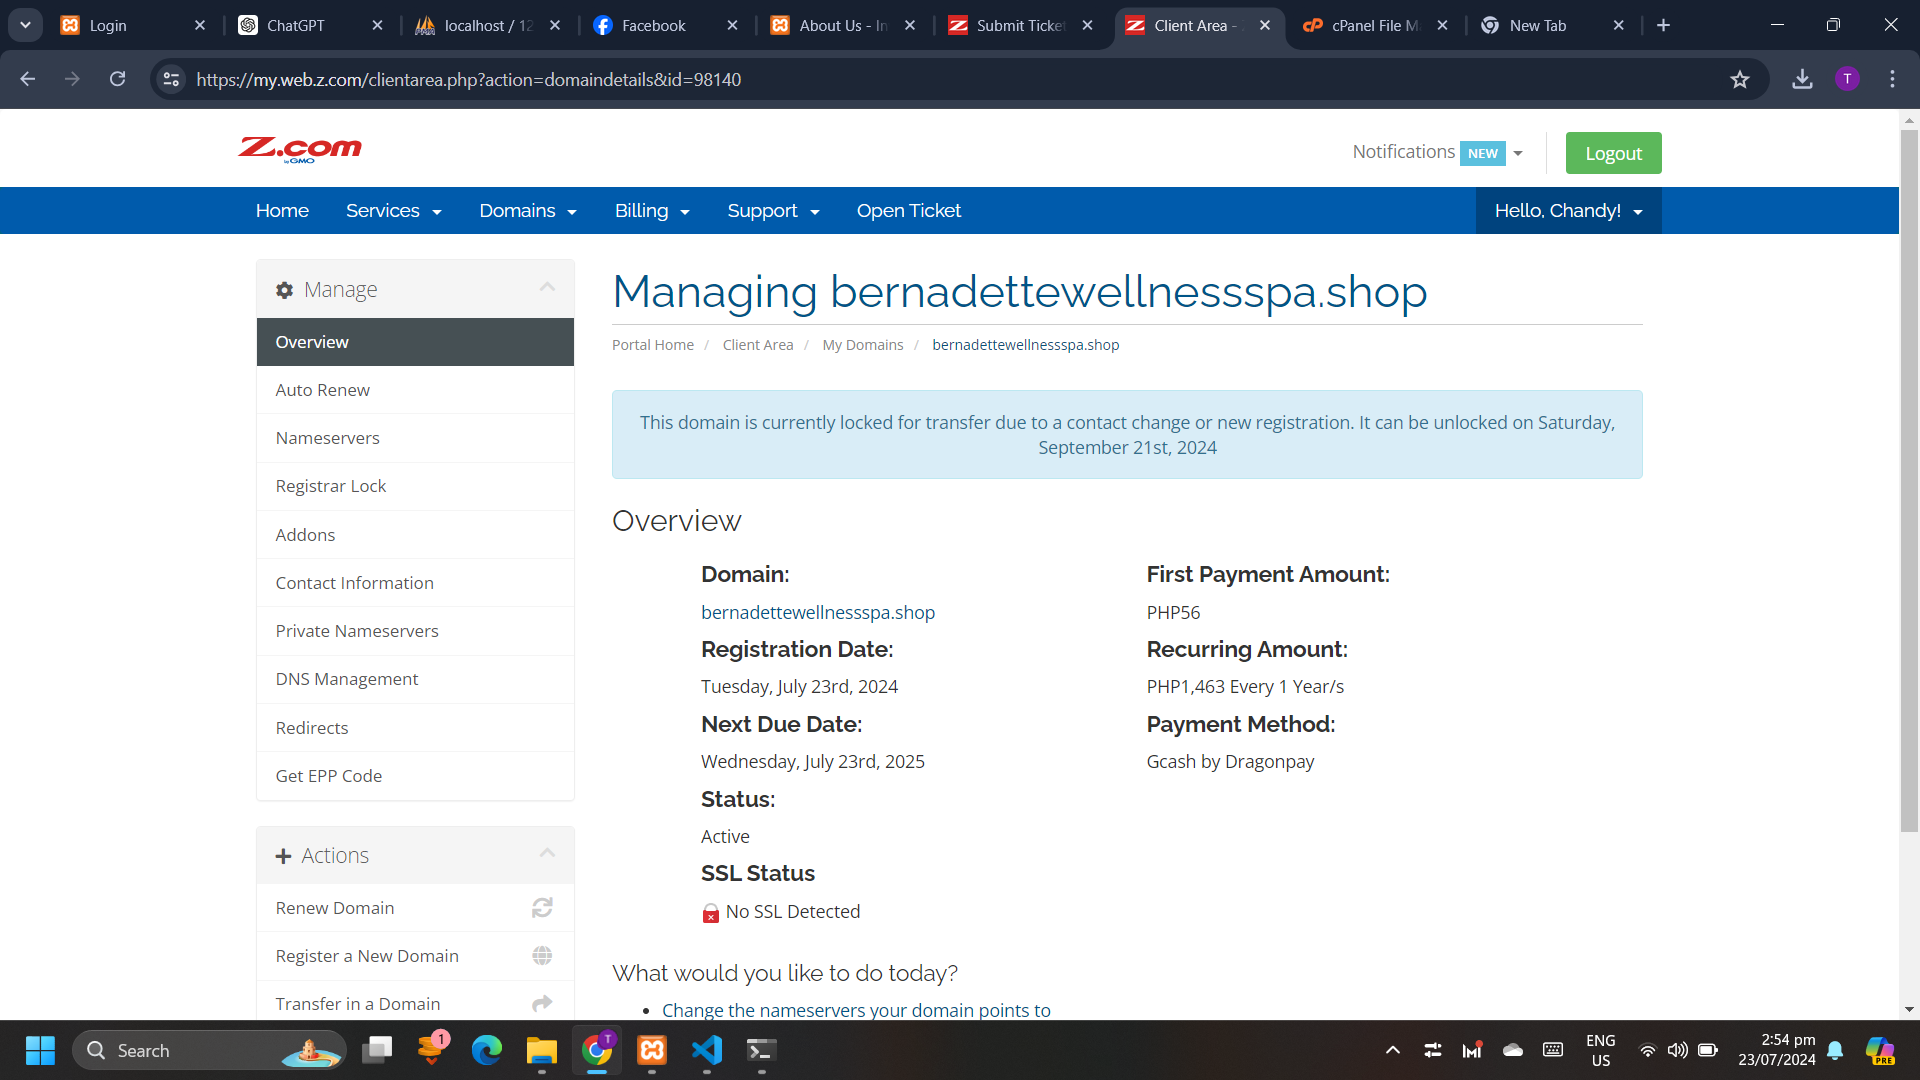 Login
ChatGPT
localhost / 12
Facebook
About Us - In
Submit Ticket
Client Area -
cPanel File M
New Tab
https://my.web.z.com/clientarea.php?action=domaindetails&id=98140
T
Z.com
by GMO
Notifications NEW
Logout
Home
Services
Domains
Billing
Support
Open Ticket
Hello, Chandy!
Manage
Overview
Auto Renew
Nameservers
Registrar Lock
Addons
Contact Information
Private Nameservers
DNS Management
Redirects
Get EPP Code
Actions
Renew Domain
Register a New Domain
Transfer in a Domain
Managing bernadettewellnessspa.shop
Portal Home / Client Area / My Domains / bernadettewellnessspa.shop
This domain is currently locked for transfer due to a contact change or new registration. It can be unlocked on Saturday,
September 21st, 2024
Overview
Domain:
bernadettewellnessspa.shop
Registration Date:
Tuesday, July 23rd, 2024
Next Due Date:
Wednesday, July 23rd, 2025
Status:
Active
SSL Status
No SSL Detected
First Payment Amount:
PHP56
Recurring Amount:
PHP1,463 Every 1 Year/s
Payment Method:
Gcash by Dragonpay
What would you like to do today?
• Change the nameservers your domain points to
Search
1
T
ENG
US
2:54 pm
23/07/2024
PRE